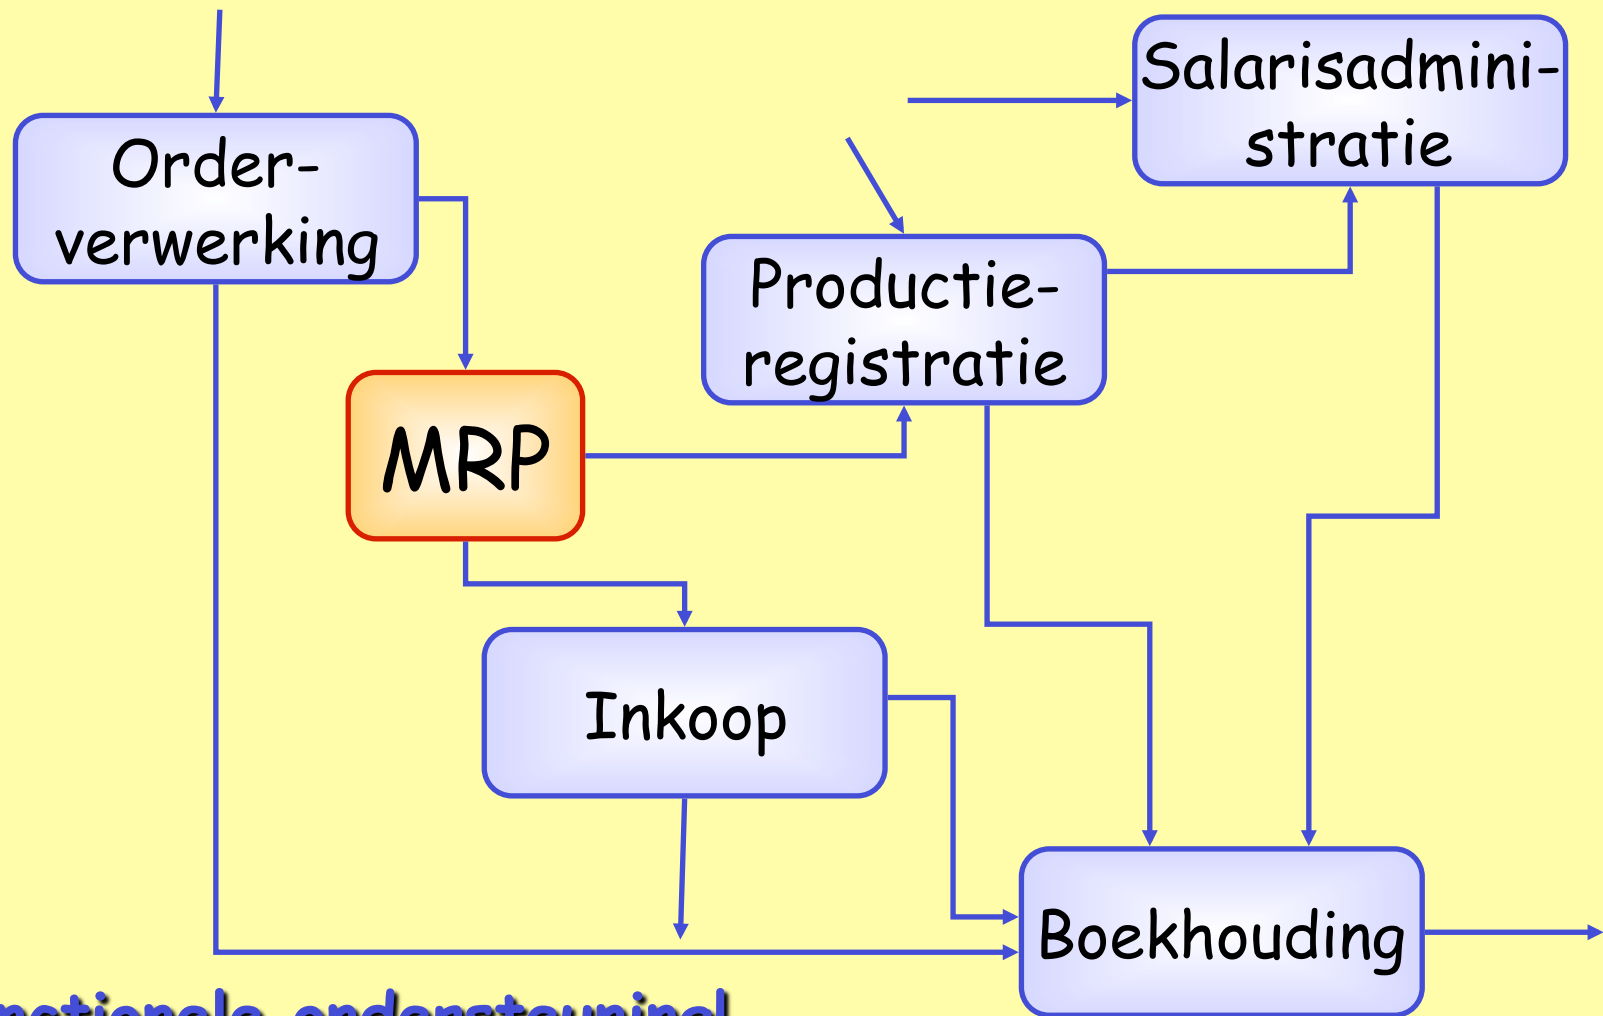 Salarisadmini-
stratie
Order-
verwerking
Productie-
registratie
MRP
Inkoop
Boekhouding